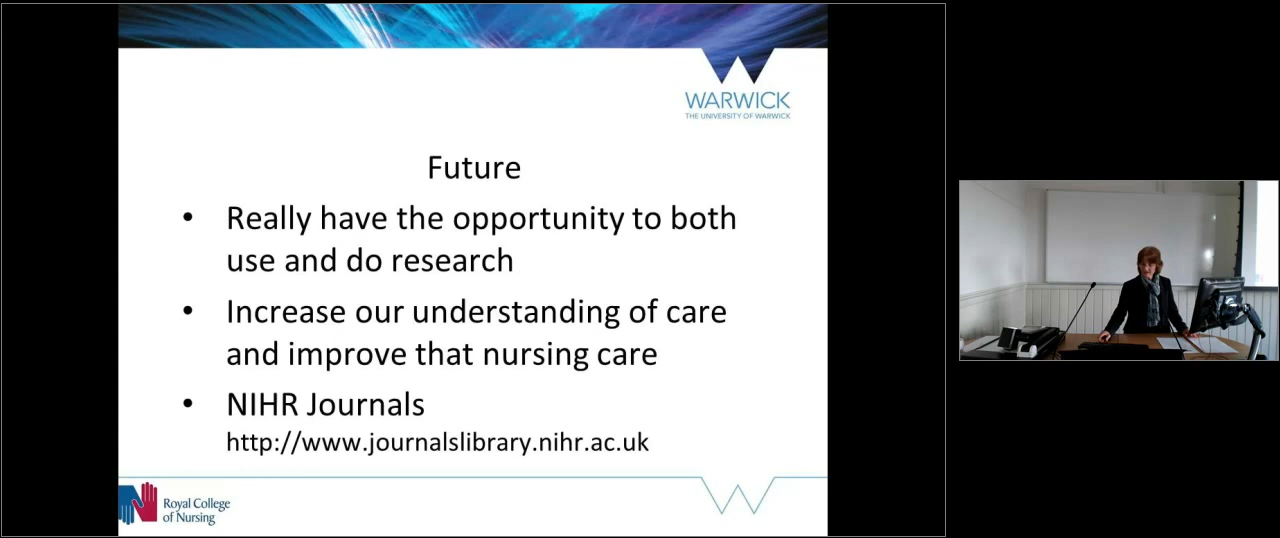 WARWICK
THE UNIVERSITY OF WARWICK
Future
• Really have the opportunity to both
use and do research
• Increase our understanding of care
and improve that nursing care
• NIHR Journals
http://www.journalslibrary.nihr.ac.uk
Royal College
of Nursing